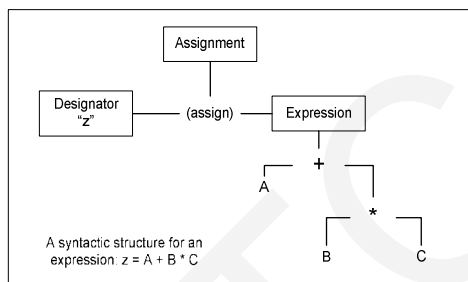 Assignment
Designator
“z”
(assign)
Expression
+
A
*
B
C
A syntactic structure for an
expression: z = A + B * C